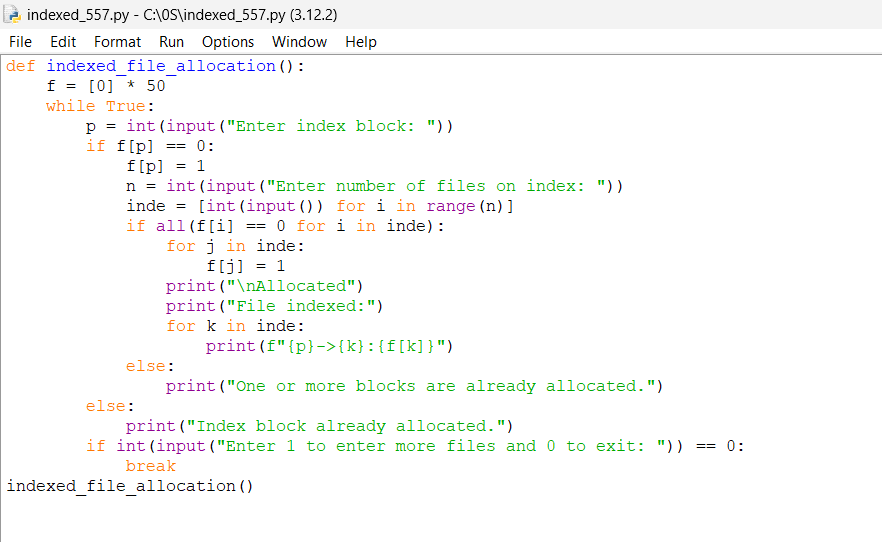 indexed_557.py - C:\0S\indexed_557.py (3.12.2)
File Edit Format Run Options Window Help
def indexed_file_allocation():
    f = [0] * 50
    while True:
        p = int(input("Enter index block: "))
        if f[p] == 0:
            f[p] = 1
            n = int(input("Enter number of files on index: "))
            inde = [int(input()) for i in range(n)]
            if all(f[i] == 0 for i in inde):
                for j in inde:
                    f[j] = 1
                print("\nAllocated")
                print("File indexed:")
                for k in inde:
                    print(f"{p}->{k}:{f[k]}")
            else:
                print("One or more blocks are already allocated.")
        else:
            print("Index block already allocated.")
        if int(input("Enter 1 to enter more files and 0 to exit: ")) == 0:
            break
indexed_file_allocation()